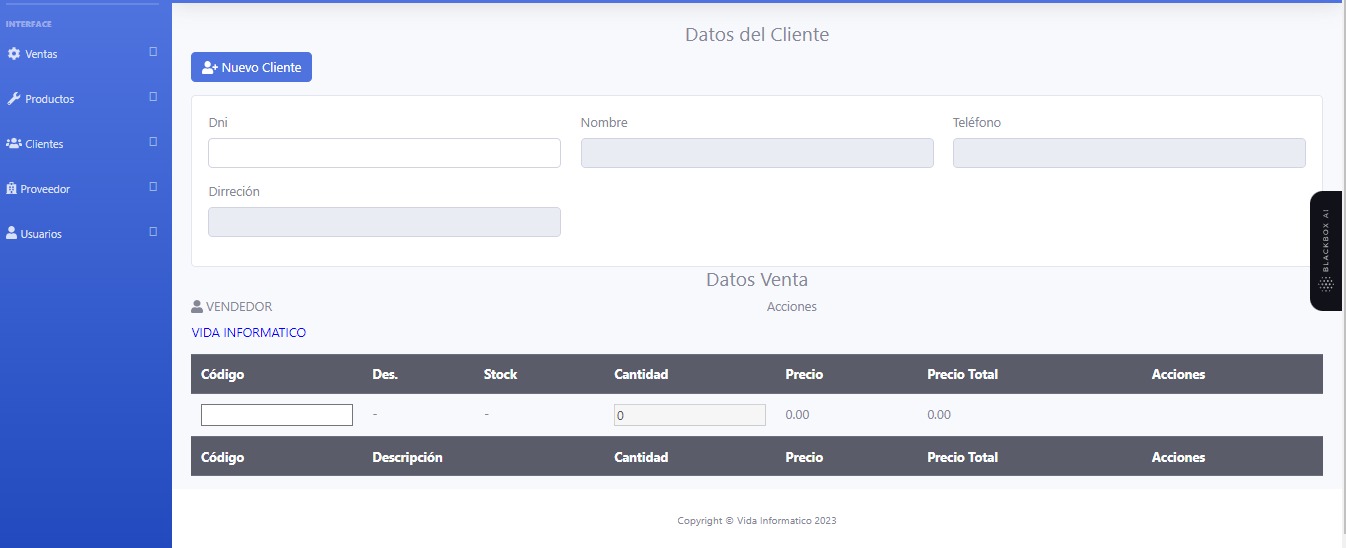 INTERFACE
Ventas
Productos
Clientes
Proveedor
Usuarios
Datos del Cliente
Nuevo Cliente
Dni Nombre Teléfono
Dirreción
Datos Venta
VENDEDOR Acciones
VIDA INFORMATICO
Código Des. Stock Cantidad Precio Precio Total Acciones
- - 0 0.00 0.00
Código Descripción Cantidad Precio Precio Total Acciones
Copyright © Vida Informatico 2023
BLACKBOX AI